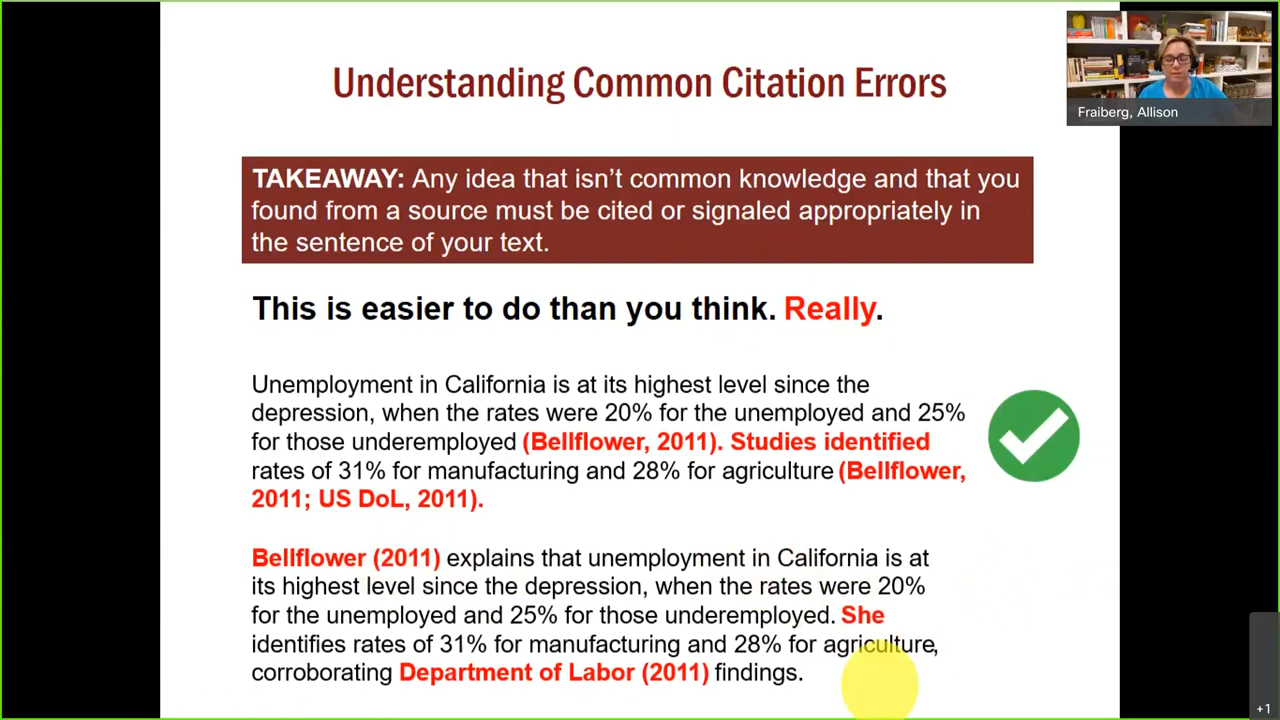 Understanding Common Citation Errors
Fraiberg, Allison
TAKEAWAY: Any idea that isn’t common knowledge and that you
found from a source must be cited or signaled appropriately in
the sentence of your text.
This is easier to do than you think. Really.
Unemployment in California is at its highest level since the
depression, when the rates were 20% for the unemployed and 25%
for those underemployed (Bellflower, 2011). Studies identified
rates of 31% for manufacturing and 28% for agriculture (Bellflower,
2011; US DoL, 2011).
Bellflower (2011) explains that unemployment in California is at
its highest level since the depression, when the rates were 20%
for the unemployed and 25% for those underemployed. She
identifies rates of 31% for manufacturing and 28% for agriculture,
corroborating Department of Labor (2011) findings.
+1